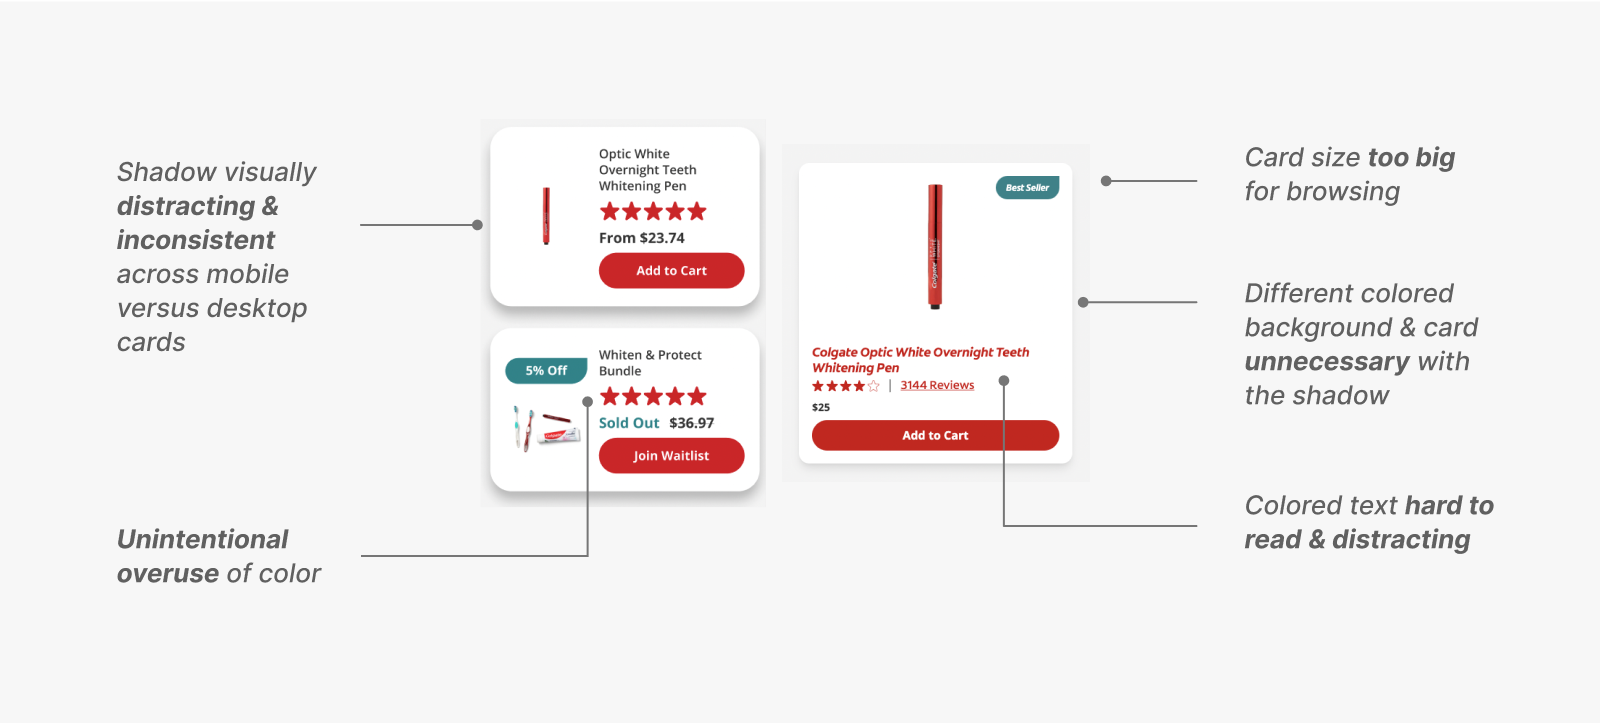 Shadow visually
distracting &
inconsistent
across mobile
versus desktop
cards
Unintentional
overuse of color
Optic White
Overnight Teeth
Whitening Pen
From $23.74
Add to Cart
5% Off
Whiten & Protect
Bundle
Sold Out $36.97
Join Waitlist
Best Seller
Colgate
Colgate Optic White Overnight Teeth
Whitening Pen
| 3144 Reviews
$25
Add to Cart
Card size too big
for browsing
Different colored
background & card
unnecessary with
the shadow
Colored text hard to
read & distracting